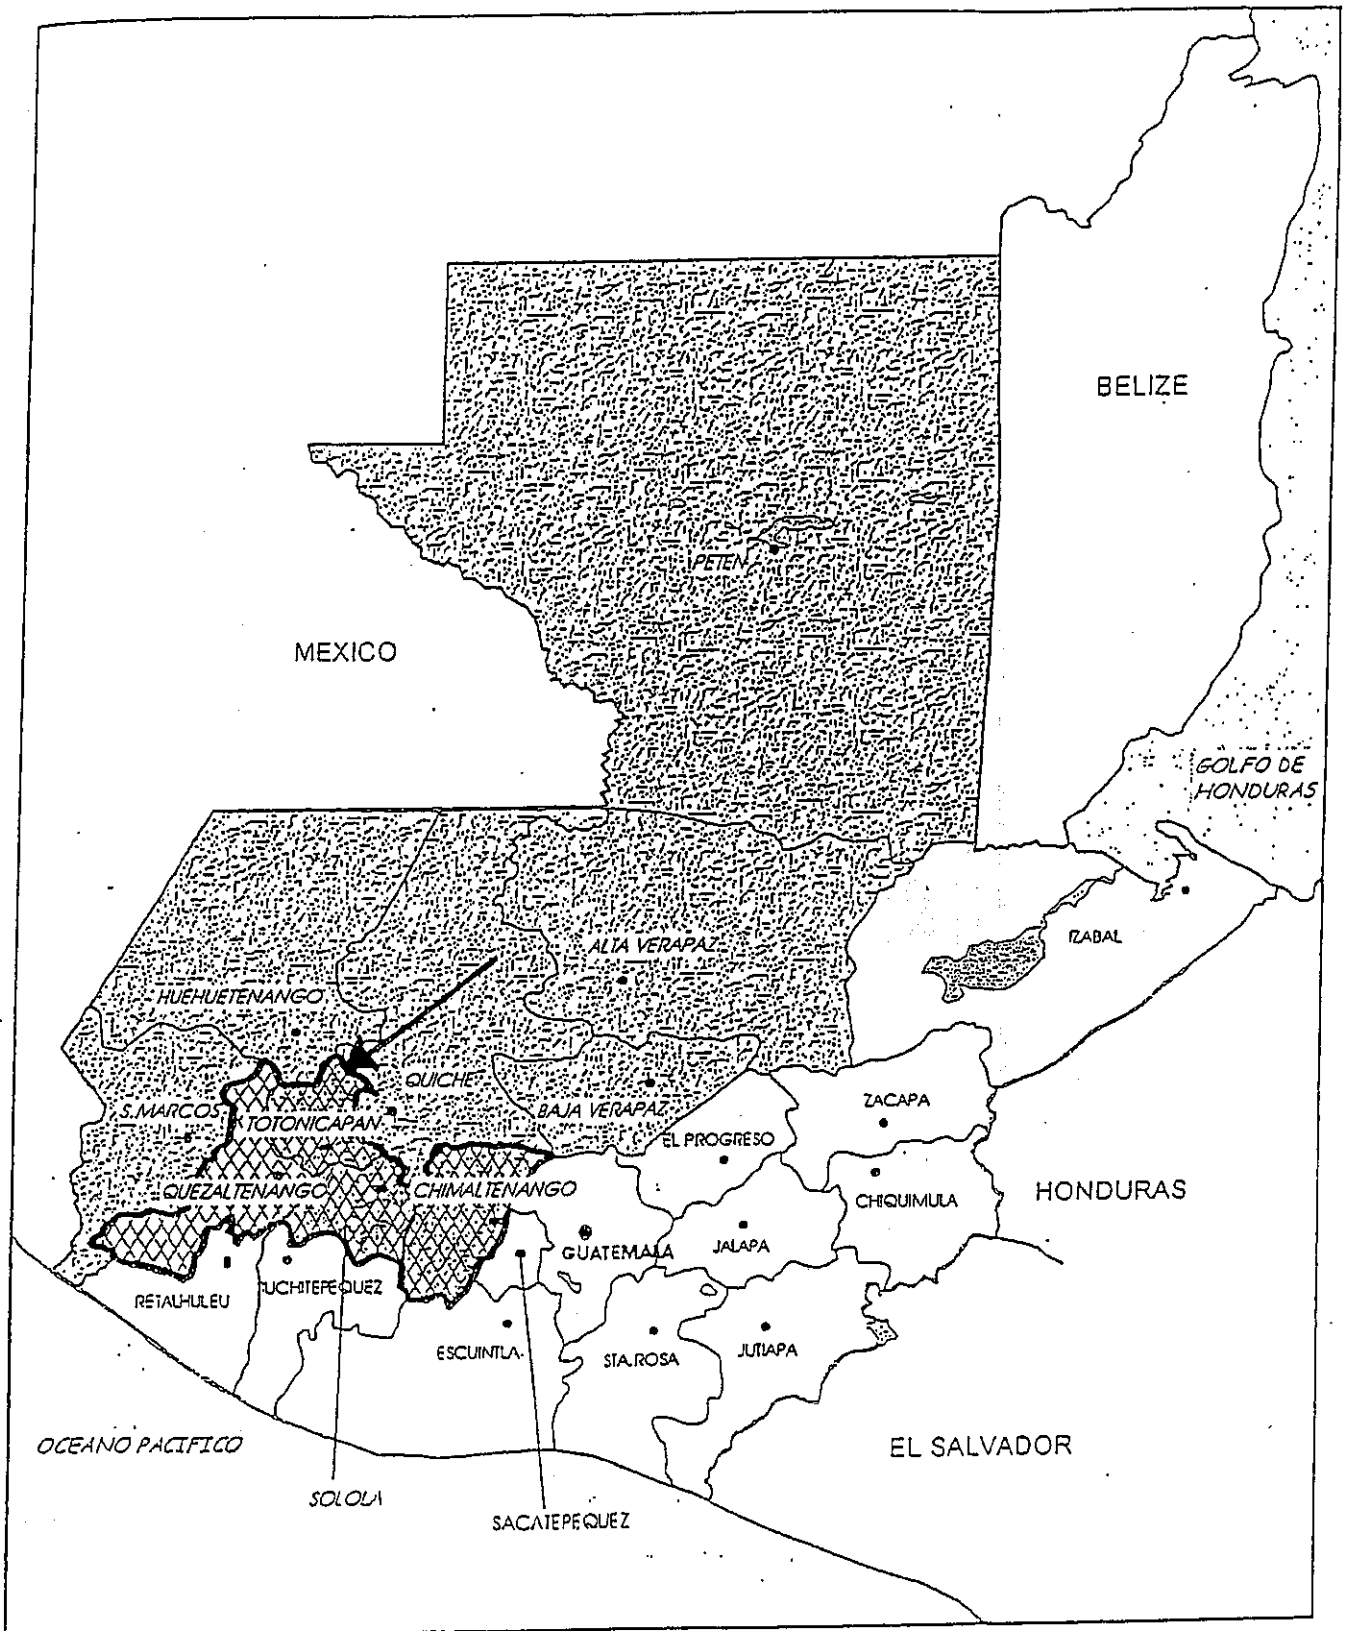 BELIZE
PETEN
MEXICO
GOLFO DE
HONDURAS
IZABAL
ALTA VERAPAZ
HUEHUETENANGO
QUICHE
S.MARCOS
TOTONICAPAN
BAJA VERAPAZ
ZACAPA
EL PROGRESO
QUEZALTENANGO
CHIMALTENANGO
CHIQUIMULA
HONDURAS
GUATEMALA
JALAPA
RETALHULEU
UCHITEPEQUEZ
ESCUINTLA
STA.ROSA
JUTIAPA
OCEANO PACIFICO
EL SALVADOR
SOLOLA
SACATEPEQUEZ